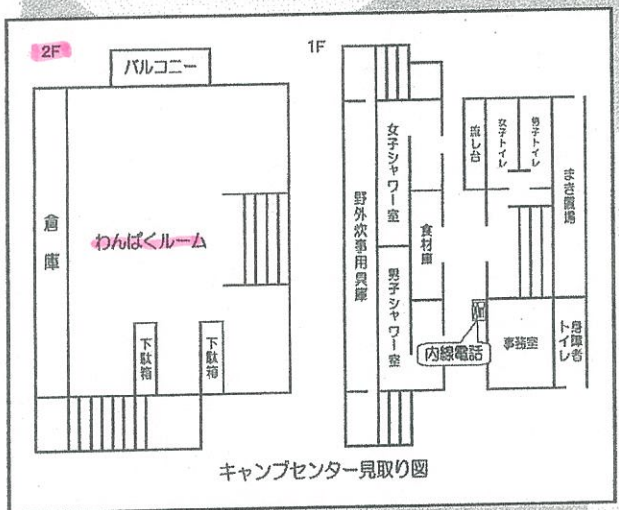 2F
バルコニー
倉庫
わんぱくルーム
下駄箱
下駄箱
1F
野外炊事用具庫
女子シャワー室
男子シャワー室
食材庫
流し台
女子トイレ
男子トイレ
まき置場
内線電話
事務室
身障者トイレ
キャンプセンター見取り図